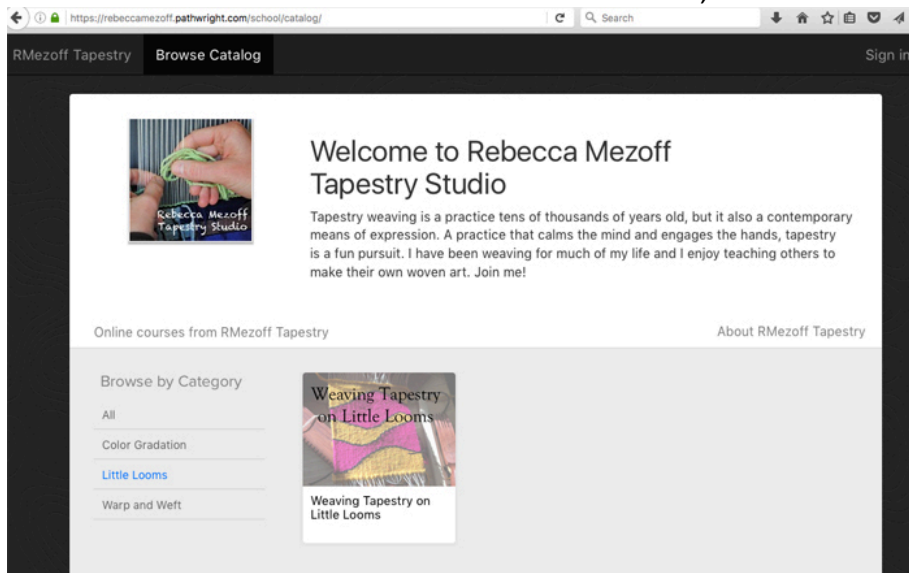 https://rebeccamezoff.pathwright.com/school/catalog/
Search
RMezoff Tapestry
Browse Catalog
Sign in
Rebecca Mezoff
Tapestry Studio
Welcome to Rebecca Mezoff
Tapestry Studio
Tapestry weaving is a practice tens of thousands of years old, but it also a contemporary
means of expression. A practice that calms the mind and engages the hands, tapestry
is a fun pursuit. I have been weaving for much of my life and I enjoy teaching others to
make their own woven art. Join me!
Online courses from RMezoff Tapestry
About RMezoff Tapestry
Browse by Category
All
Color Gradation
Little Looms
Warp and Weft
Weaving Tapestry
on Little Looms
Weaving Tapestry on
Little Looms